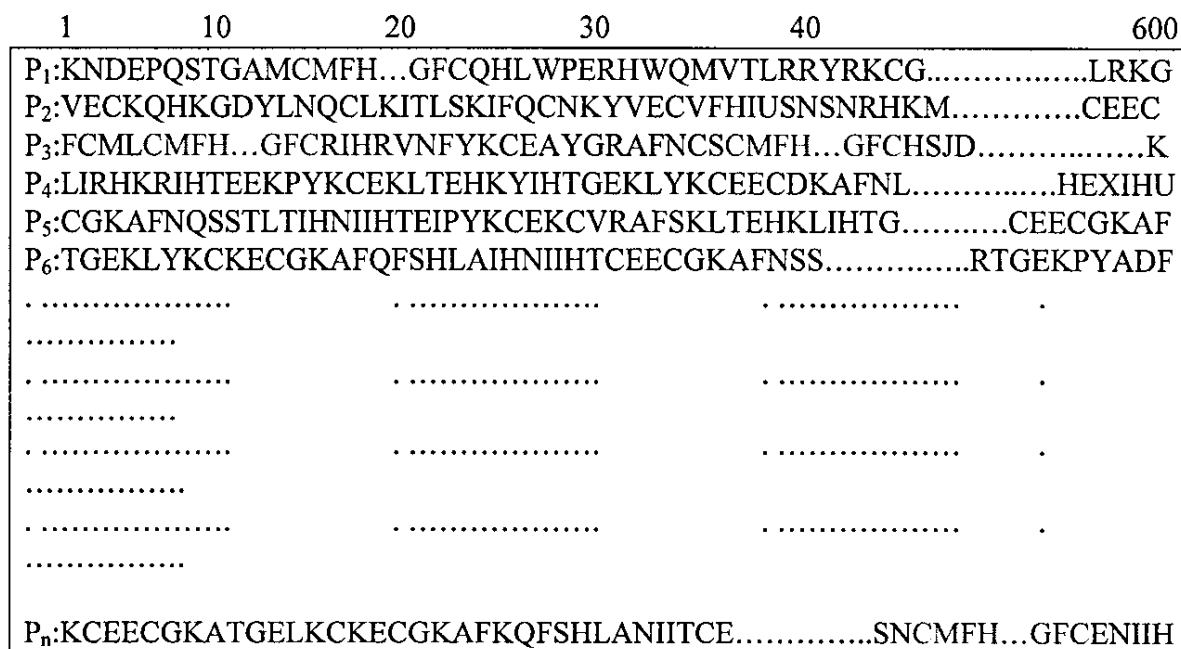 1 10 20 30 40 600
P₁:KNDEPQSTGAMCMFH...GFCQHLWPERHWQMVTLRRYRKCG..................LRKG
P₂:VECKQHKGDYLNQCLKITLSKIFQCNKYVECVFHIUSNSNRHKM.............CEEC
P₃:FCMLCMFH...GFCRIHRVNFYKCEAYGRAFNCSCMFH...GFCHSJD...................K
P₄:LIRHKRIHTEEKPYKCEKLTEHKYIHTGEKLYKCEECDKAFNL.................HEXIHU
P₅:CGKAFNQSSTLTIHNIIHTEIPYKCEKCVRAFSKLTEHKLIHTG............CEECGKAF
P₆:TGEKLYKCKECGKAFQFSHLAIHNIIHTCEECGKAFNSS................RTGEKPYADF
. .................. . .................. . .................. .
...............
. .................. . .................. . .................. .
...............
. .................. . .................. . .................. .
................
. .................. . .................. . .................. .
................
Pₙ:KCEECGKATGELKCKECGKAFKQFSHLANIITCE................SNCMFH...GFCENIIH